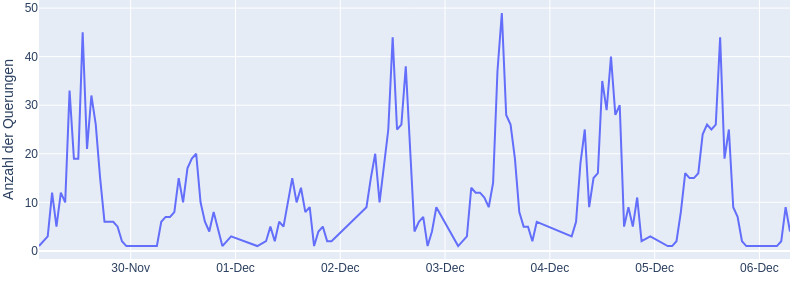 Anzahl der Querungen
50
40
30
20
10
0
30-Nov
01-Dec
02-Dec
03-Dec
04-Dec
05-Dec
06-Dec